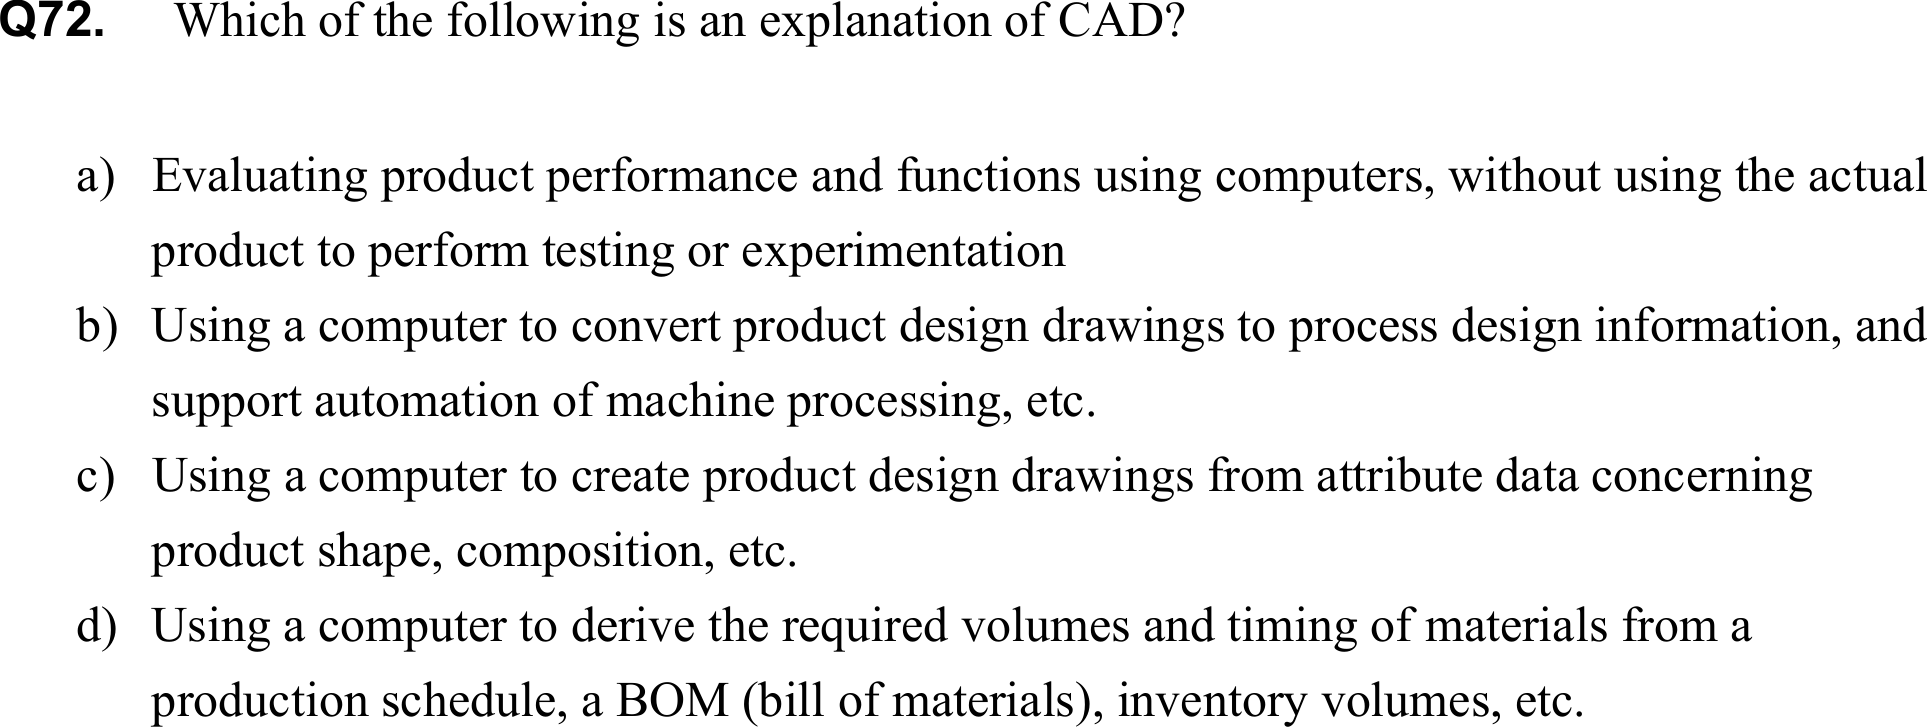 Q72. Which of the following is an explanation of CAD?
a) Evaluating product performance and functions using computers, without using the actual
product to perform testing or experimentation
b) Using a computer to convert product design drawings to process design information, and
support automation of machine processing, etc.
c) Using a computer to create product design drawings from attribute data concerning
product shape, composition, etc.
d) Using a computer to derive the required volumes and timing of materials from a
production schedule, a BOM (bill of materials), inventory volumes, etc.